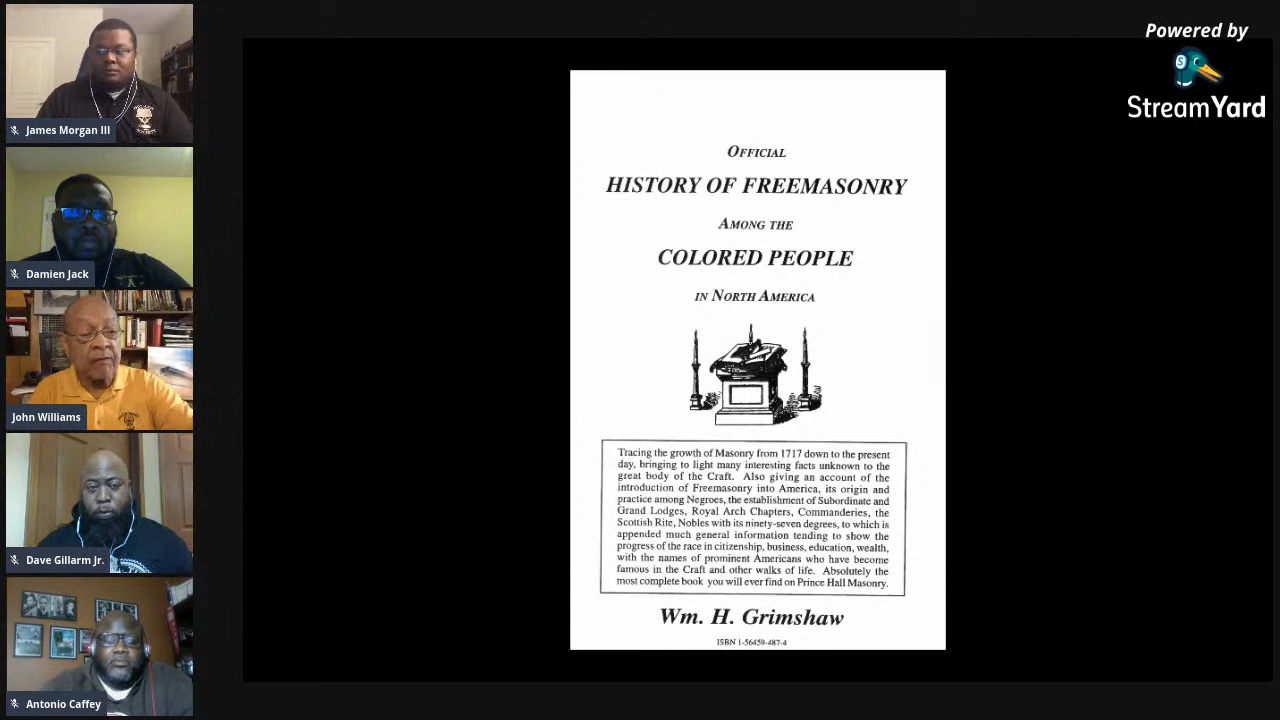 James Morgan III
Damien Jack
John Williams
Dave Gillarm Jr.
Antonio Caffey
OFFICIAL
HISTORY OF FREEMASONRY
AMONG THE
COLORED PEOPLE
IN NORTH AMERICA
Tracing the growth of Masonry from 1717 down to the present
day, bringing to light many interesting facts unknown to the
great body of the Craft. Also giving an account of the
introduction of Freemasonry into America, its origin and
practice among Negroes, the establishment of Subordinate and
Grand Lodges, Royal Arch Chapters, Commanderies, the
Scottish Rite, Nobles with its ninety-seven degrees, to which is
appended much general information tending to show the
progress of the race in citizenship, business, education, wealth,
with the names of prominent Americans who have become
famous in the Craft and other walks of life. Absolutely the
most complete book you will ever find on Prince Hall Masonry.
Wm. H. Grimshaw
ISBN 1-56459-487-4
Powered by
StreamYard